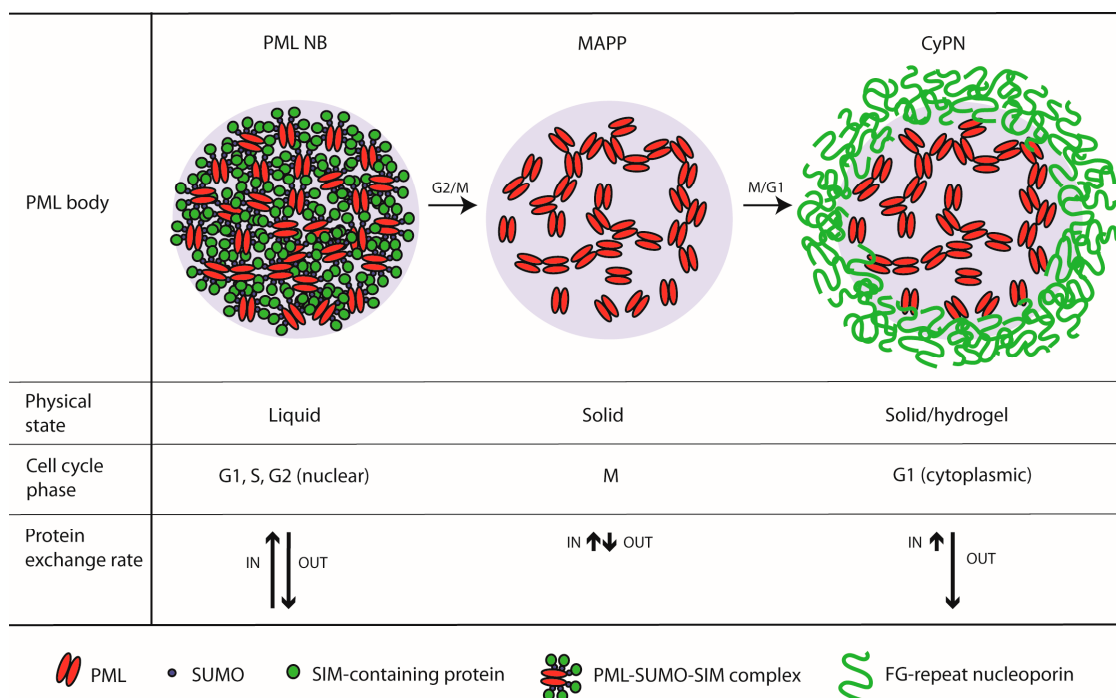 PML NB
MAPP
CyPN
PML body
G2/M
M/G1
Physical
state
Liquid
Solid
Solid/hydrogel
Cell cycle
phase
G1, S, G2 (nuclear)
M
G1 (cytoplasmic)
Protein
exchange rate
IN
OUT
IN
OUT
IN
OUT
PML
SUMO
SIM-containing protein
PML-SUMO-SIM complex
FG-repeat nucleoporin